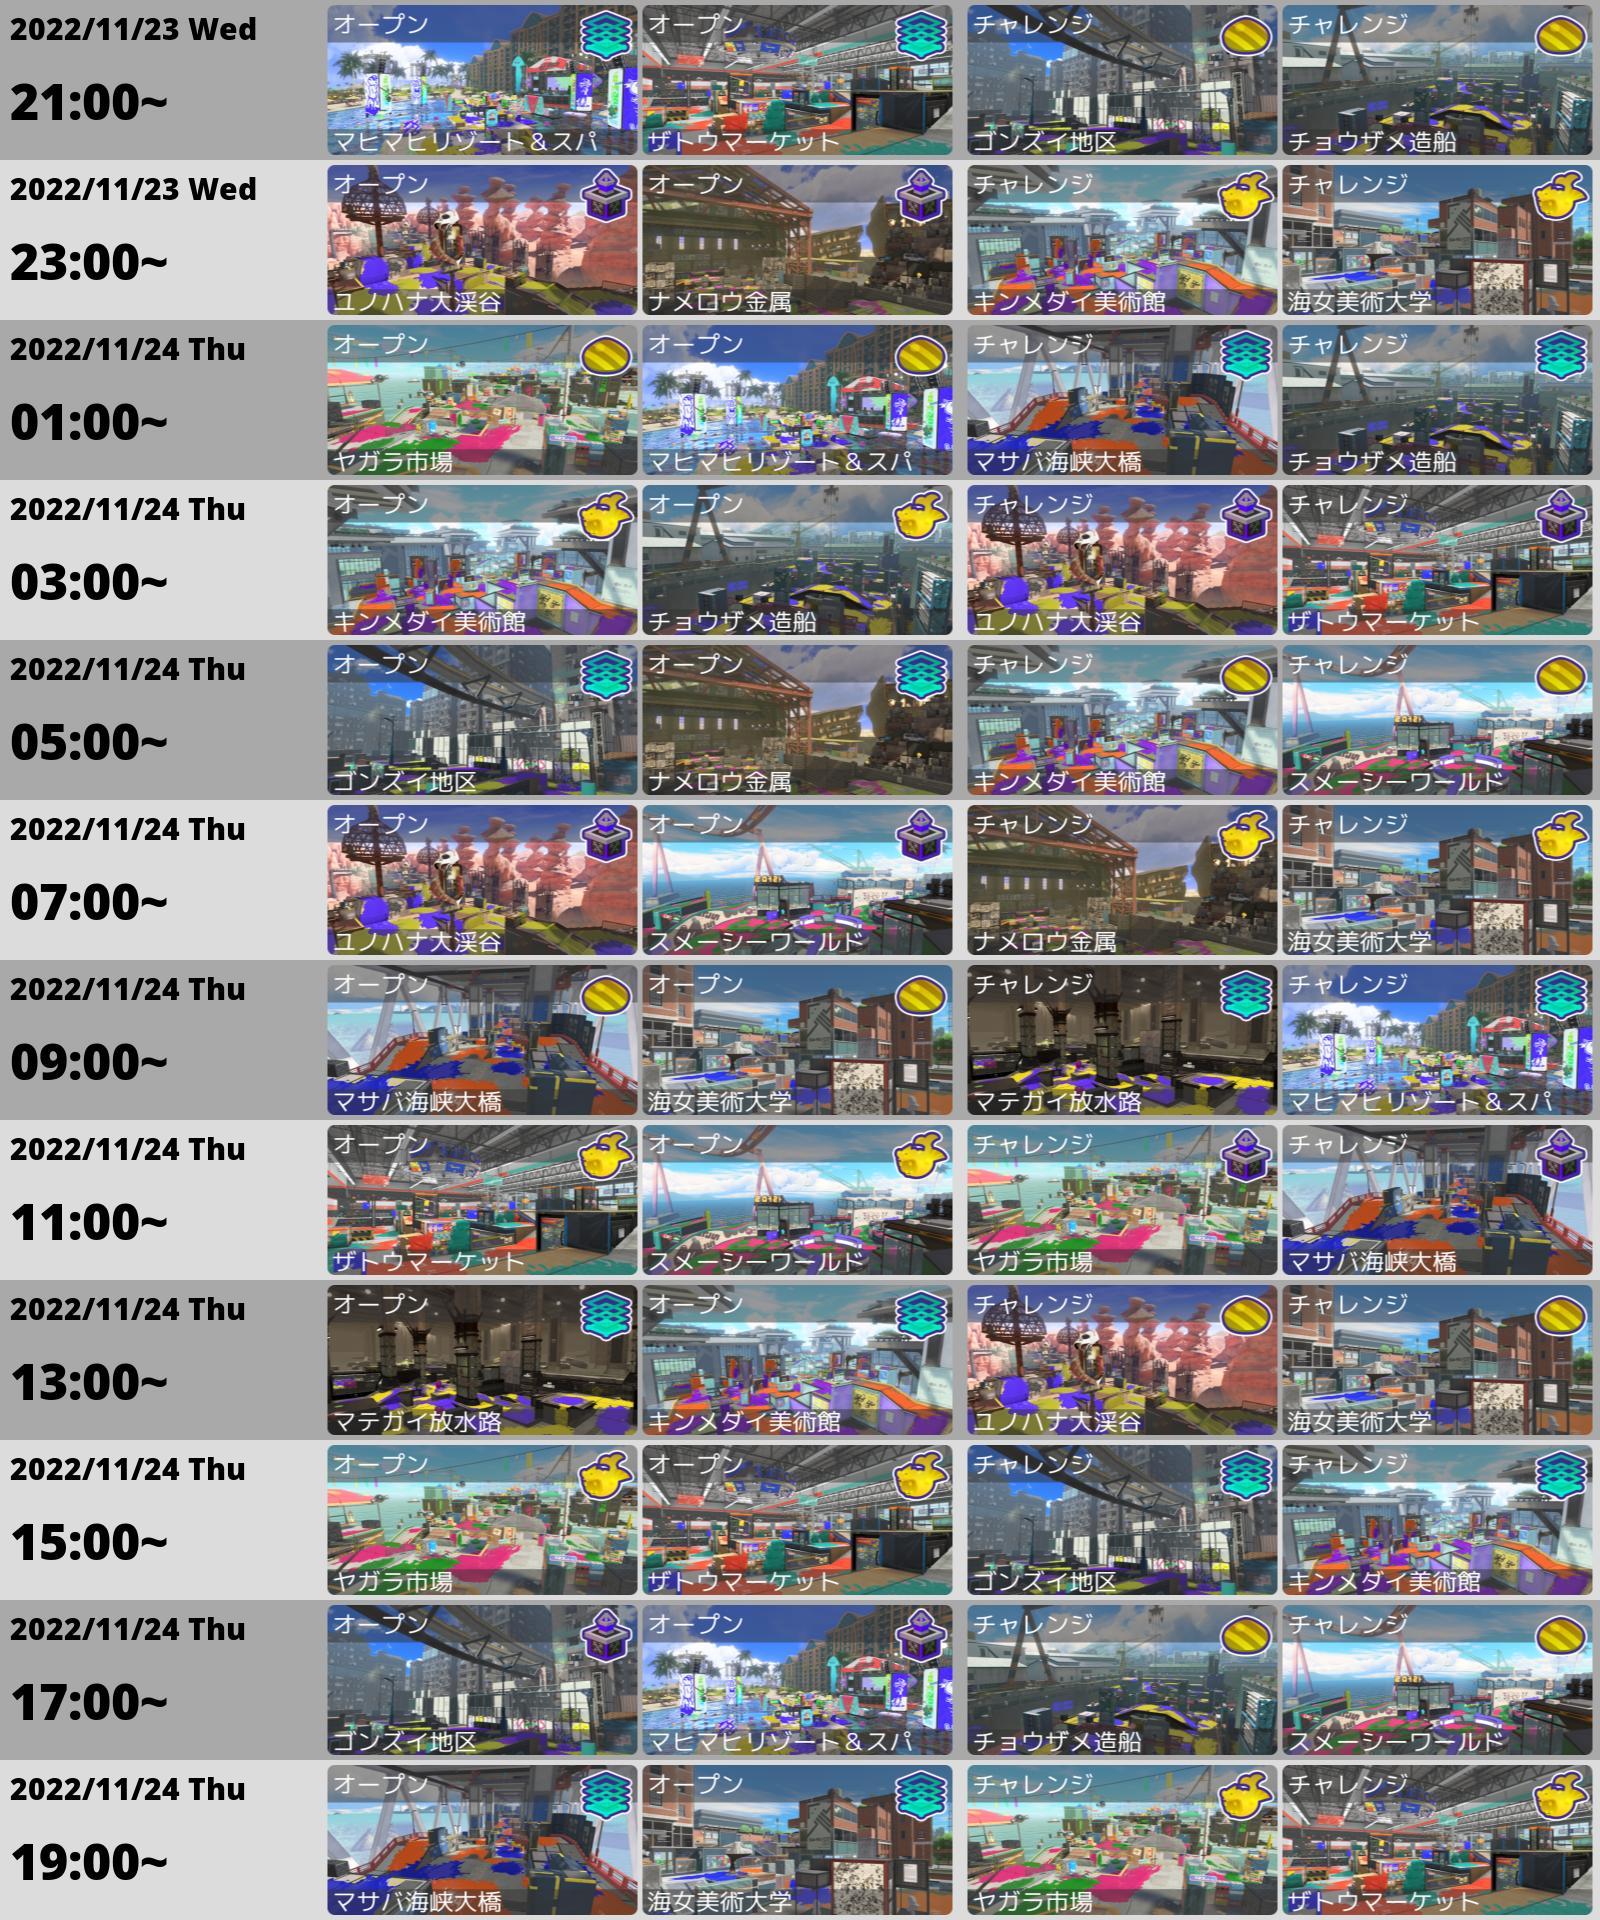 2022/11/23 Wed
21:00~
オープン
マヒマヒリゾート＆スパ
オープン
ザトウマーケット
チャレンジ
ゴンズイ地区
チャレンジ
チョウザメ造船
2022/11/23 Wed
23:00~
オープン
ユノハナ大渓谷
オープン
ナメロウ金属
チャレンジ
キンメダイ美術館
チャレンジ
海女美術大学
2022/11/24 Thu
01:00~
オープン
ヤガラ市場
オープン
マヒマヒリゾート＆スパ
チャレンジ
マサバ海峡大橋
チャレンジ
チョウザメ造船
2022/11/24 Thu
03:00~
オープン
キンメダイ美術館
オープン
チョウザメ造船
チャレンジ
ユノハナ大渓谷
チャレンジ
ザトウマーケット
2022/11/24 Thu
05:00~
オープン
ゴンズイ地区
オープン
ナメロウ金属
チャレンジ
キンメダイ美術館
チャレンジ
スメーシーワールド
2022/11/24 Thu
07:00~
オープン
ユノハナ大渓谷
オープン
スメーシーワールド
チャレンジ
ナメロウ金属
チャレンジ
海女美術大学
2022/11/24 Thu
09:00~
オープン
マサバ海峡大橋
オープン
海女美術大学
チャレンジ
マテガイ放水路
チャレンジ
マヒマヒリゾート＆スパ
2022/11/24 Thu
11:00~
オープン
ザトウマーケット
オープン
スメーシーワールド
チャレンジ
ヤガラ市場
チャレンジ
マサバ海峡大橋
2022/11/24 Thu
13:00~
オープン
マテガイ放水路
オープン
キンメダイ美術館
チャレンジ
ユノハナ大渓谷
チャレンジ
海女美術大学
2022/11/24 Thu
15:00~
オープン
ヤガラ市場
オープン
ザトウマーケット
チャレンジ
ゴンズイ地区
チャレンジ
キンメダイ美術館
2022/11/24 Thu
17:00~
オープン
ゴンズイ地区
オープン
マヒマヒリゾート＆スパ
チャレンジ
チョウザメ造船
チャレンジ
スメーシーワールド
2022/11/24 Thu
19:00~
オープン
マサバ海峡大橋
オープン
海女美術大学
チャレンジ
ヤガラ市場
チャレンジ
ザトウマーケット